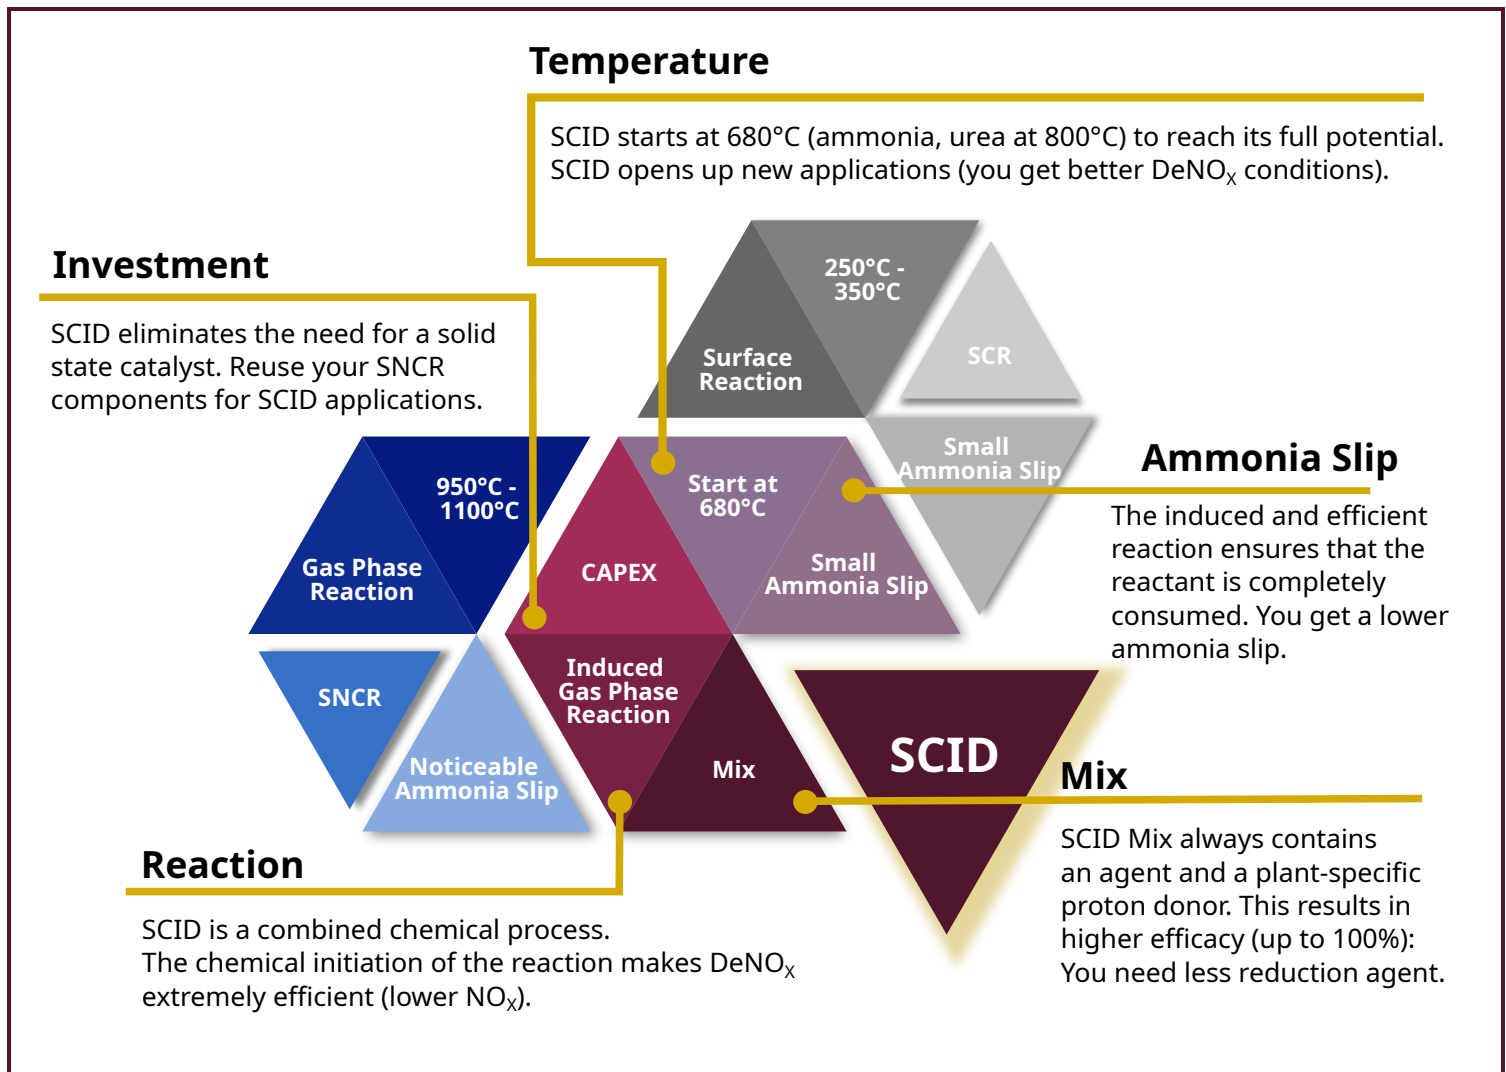 Temperature
SCID starts at 680°C (ammonia, urea at 800°C) to reach its full potential.
SCID opens up new applications (you get better DeNOX conditions).
Investment
SCID eliminates the need for a solid
state catalyst. Reuse your SNCR
components for SCID applications.
250°C -
350°C
Surface
Reaction
SCR
Small
Ammonia Slip
Ammonia Slip
The induced and efficient
reaction ensures that the
reactant is completely
consumed. You get a lower
ammonia slip.
950°C -
1100°C
Gas Phase
Reaction
SNCR
Noticeable
Ammonia Slip
Start at
680°C
CAPEX
Small
Ammonia Slip
Induced
Gas Phase
Reaction
Mix
SCID
Mix
SCID Mix always contains
an agent and a plant-specific
proton donor. This results in
higher efficacy (up to 100%):
You need less reduction agent.
Reaction
SCID is a combined chemical process.
The chemical initiation of the reaction makes DeNOX
extremely efficient (lower NOX).